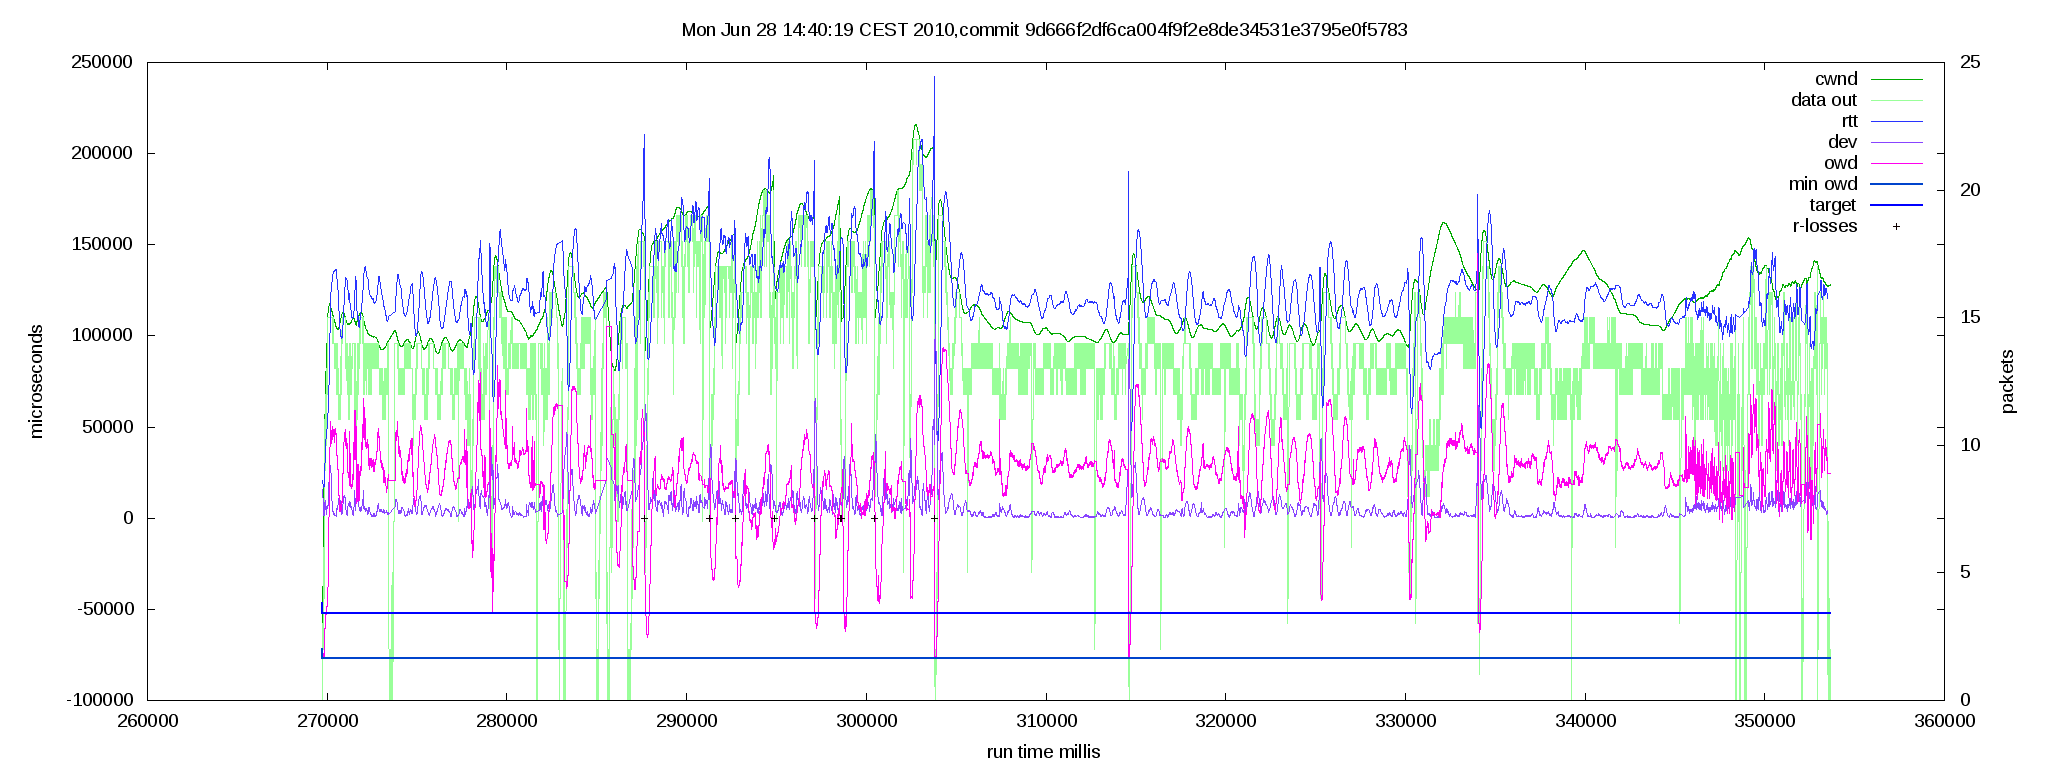 Mon Jun 28 14:40:19 CEST 2010,commit 9d666f2df6ca004f9f2e8de34531e3795e0f5783
250000
200000
150000
100000
50000
0
-50000
-100000
microseconds
25
20
15
10
5
0
packets
cwnd
data out
rtt
dev
owd
min owd
target
r-losses
260000 270000 280000 290000 300000 310000 320000 330000 340000 350000 360000
run time millis